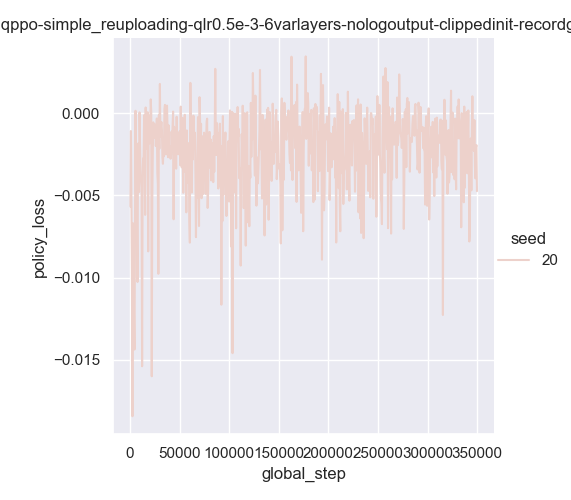 qppo-simple_reuploading-qlr0.5e-3-6varlayers-nologoutput-clippedinit-recordg
0.000
−0.005
−0.010
−0.015
policy_loss
seed
20
0 50000 100000 150000 200000 250000 300000 350000
global_step